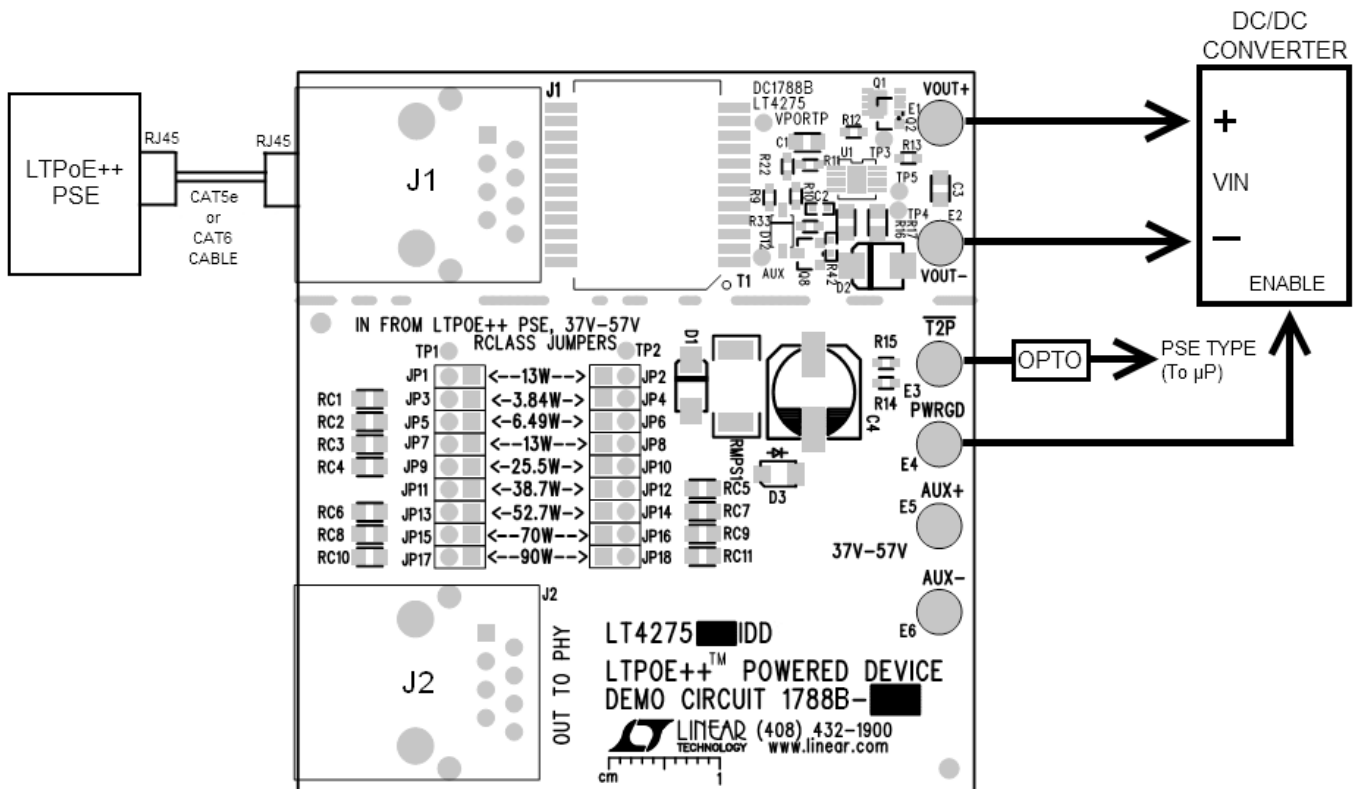 DC/DC
CONVERTER
+
VIN
–
ENABLE
LTPoE++
PSE
RJ45
RJ45
CAT5e
or
CAT6
CABLE
J1
J1
DC1788B
LT4275
VPORTP
Q1
VOUT+
E1
Q2
R12
C1
TP3
U1
R13
R22
R11
TP5
R9
R10
C2
C3
R33
TP4
E2
R16
R17
D12
AUX
Q8
R42
D2
VOUT-
T1
IN FROM LTPOE++ PSE, 37V-57V
RCLASS JUMPERS
TP1
TP2
JP1 <--13W--> JP2
JP3 <-3.84W-> JP4
JP5 <-6.49W-> JP6
JP7 <--13W--> JP8
JP9 <-25.5W-> JP10
JP11 <-38.7W-> JP12
JP13 <-52.7W-> JP14
JP15 <--70W--> JP16
JP17 <--90W--> JP18
RC1
RC2
RC3
RC4
RC6
RC8
RC10
RC5
RC7
RC9
RC11
D1
RMPS1
D3
C4
R15
R14
T2P
E3
OPTO
PSE TYPE
(To µP)
PWRGD
E4
AUX+
E5
37V-57V
AUX-
E6
J2
J2
OUT TO PHY
LT4275 IDD
LTPOE++™ POWERED DEVICE
DEMO CIRCUIT 1788B-
LINEAR (408) 432-1900
TECHNOLOGY www.linear.com
cm 1